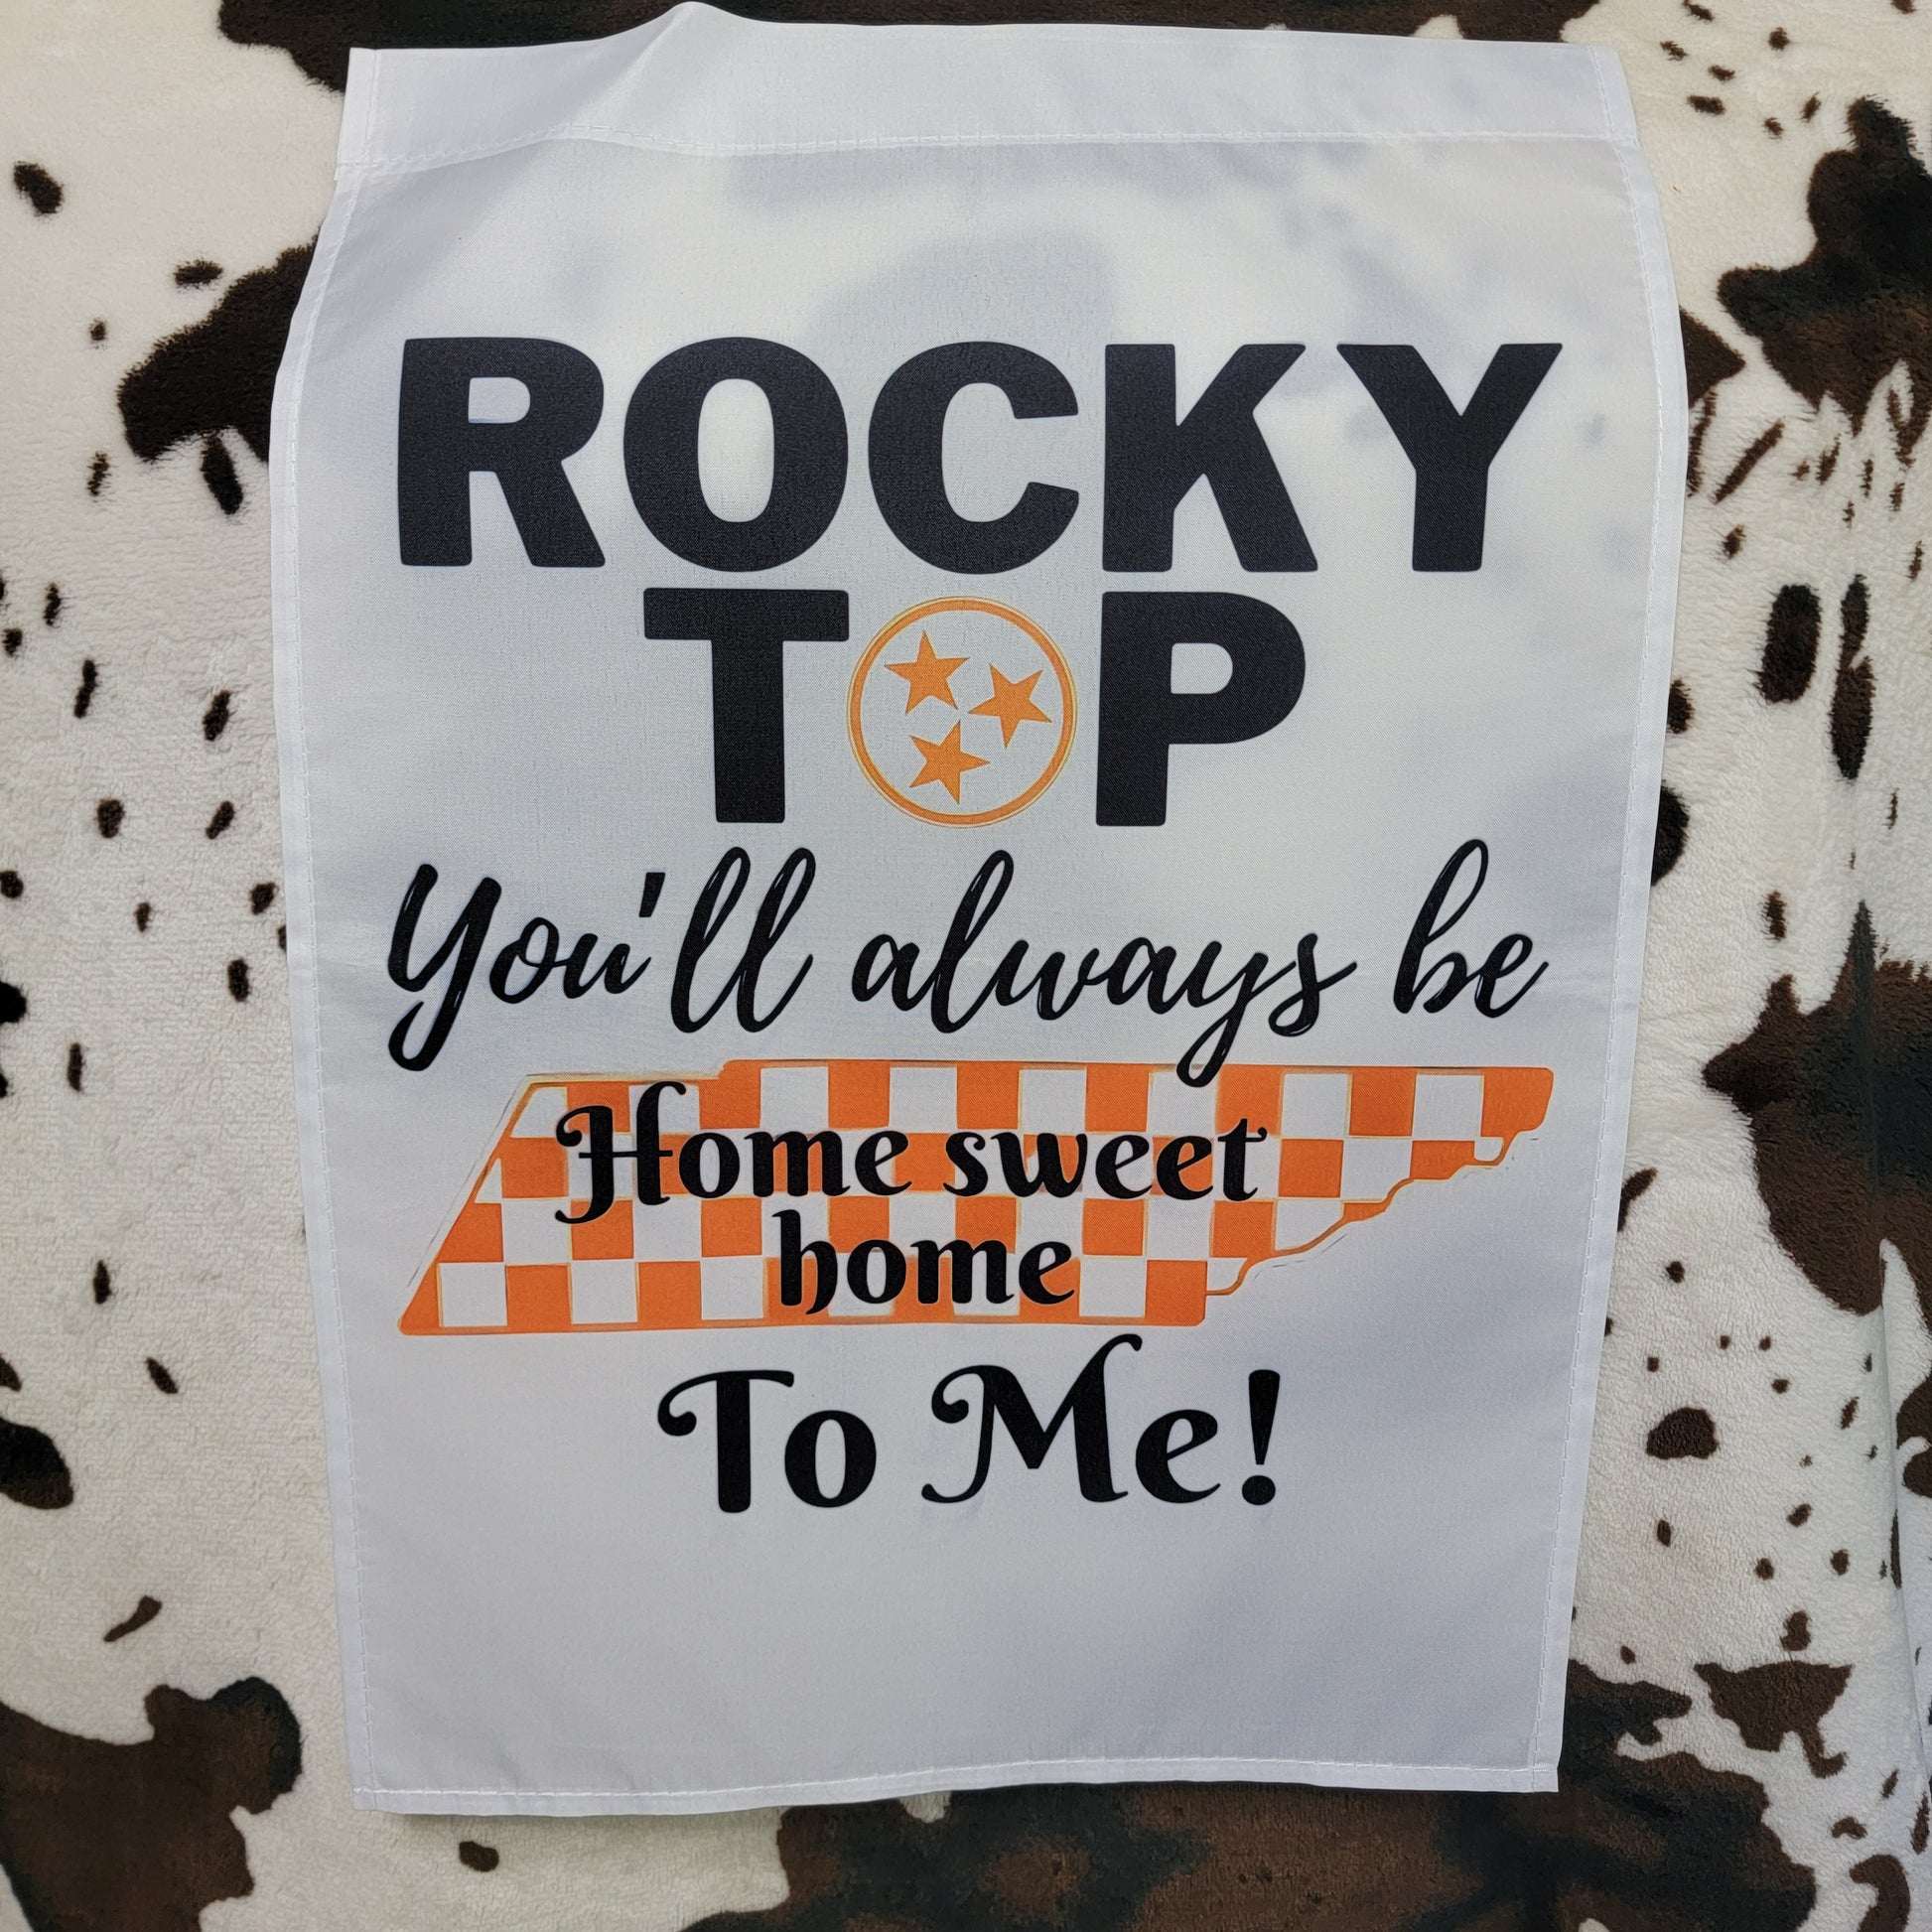 ROCKY
TOP
You'll always be
Home sweet
home
To Me!